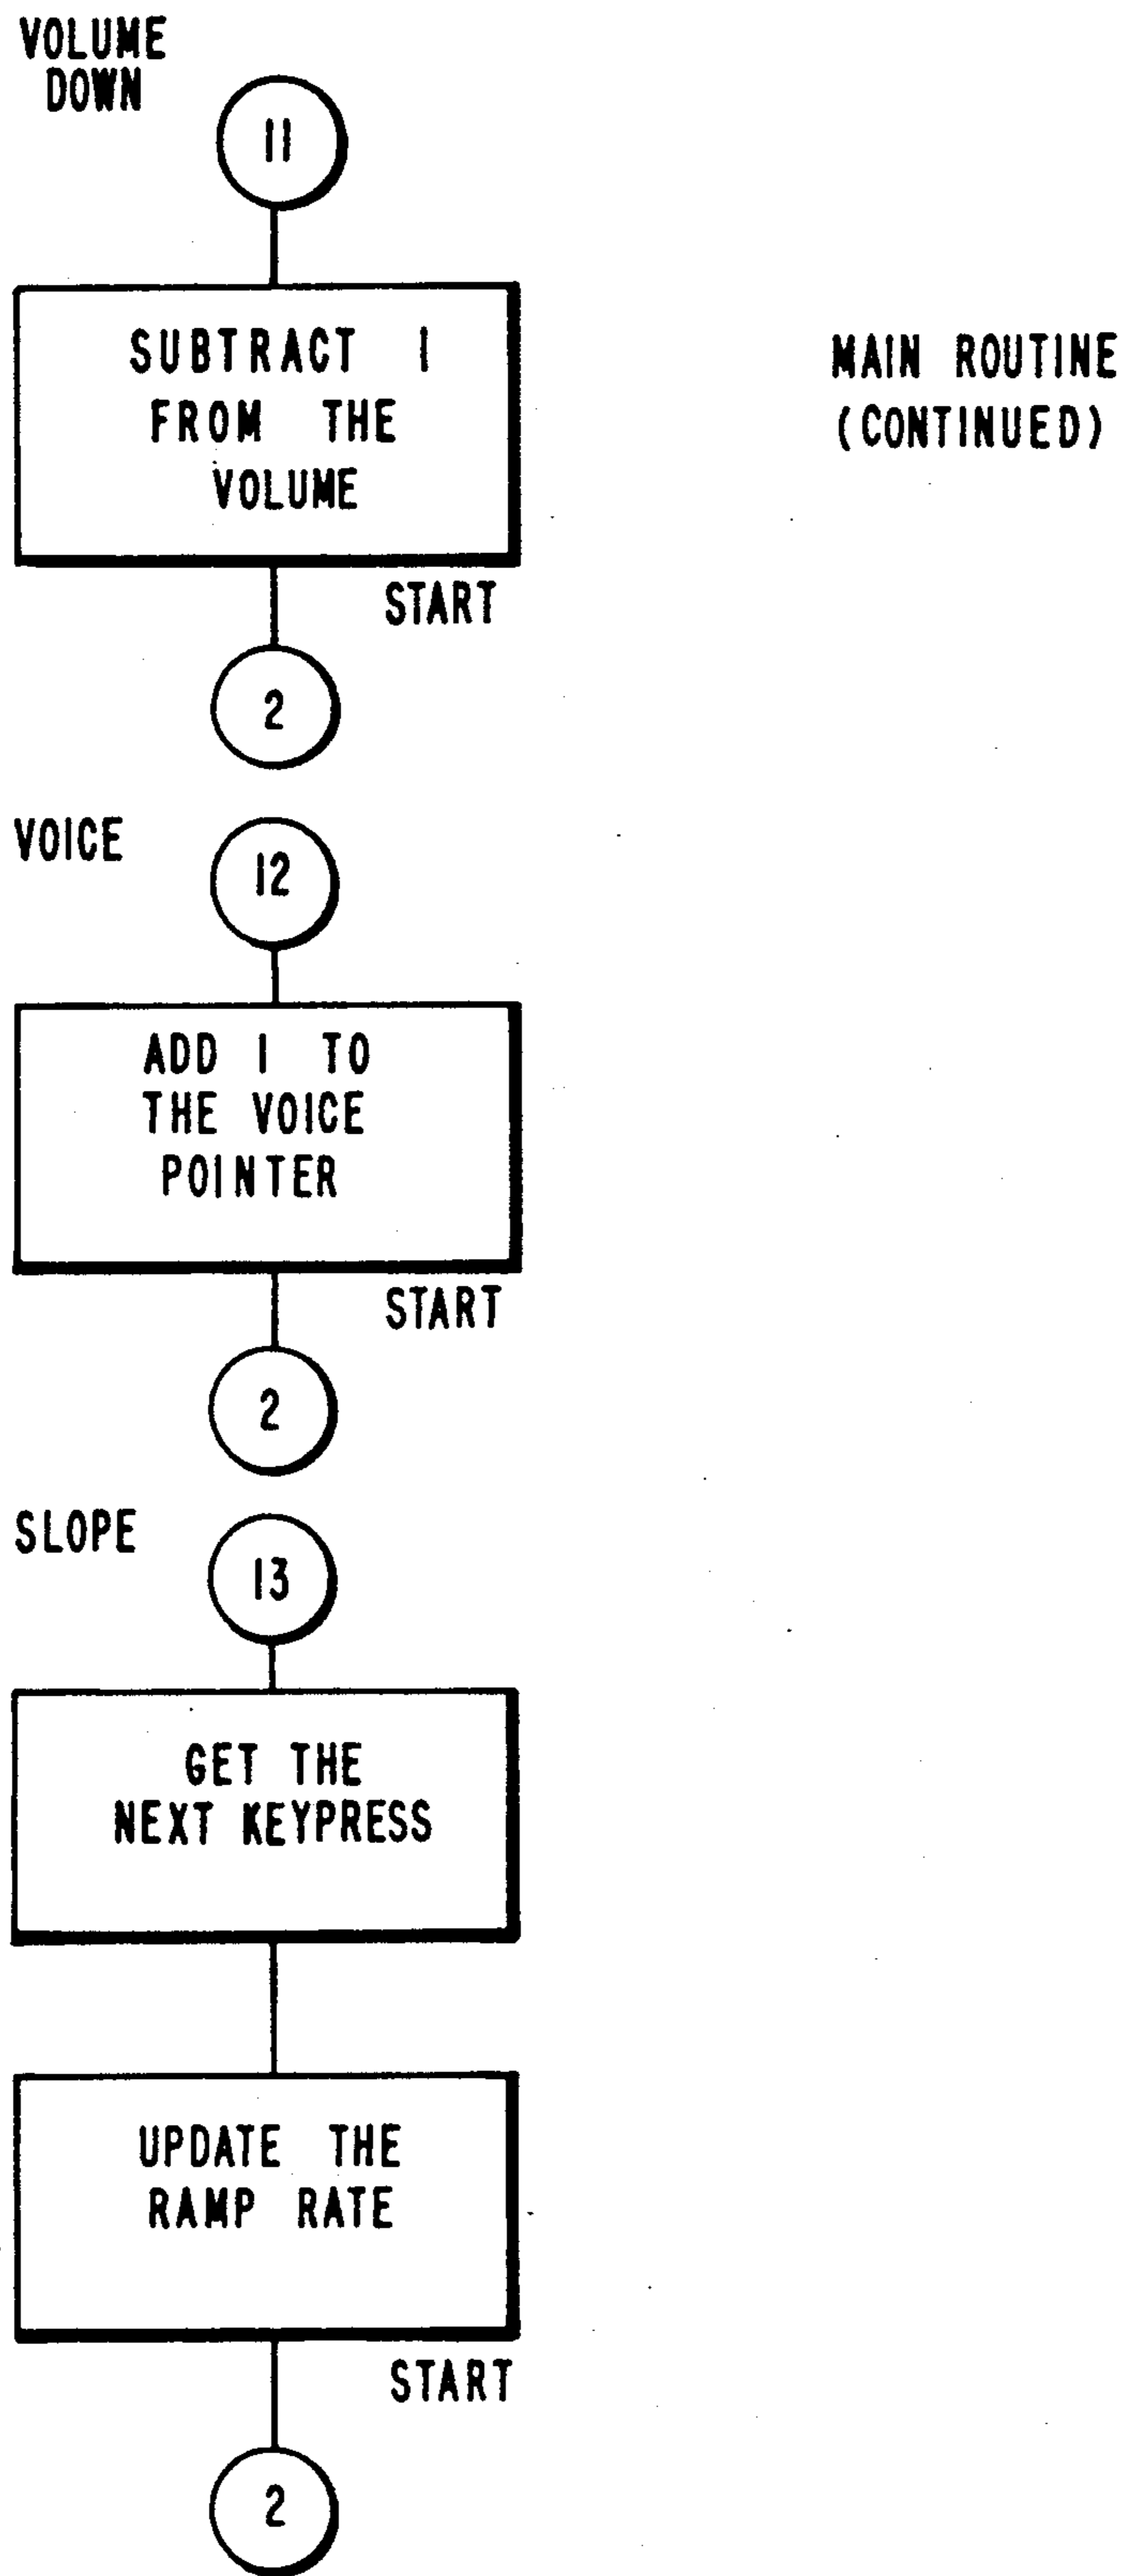 VOLUME
DOWN
11
SUBTRACT 1
FROM THE
VOLUME
MAIN ROUTINE
(CONTINUED)
START
2
VOICE
12
ADD 1 TO
THE VOICE
POINTER
START
2
SLOPE
13
GET THE
NEXT KEYPRESS
UPDATE THE
RAMP RATE
START
2